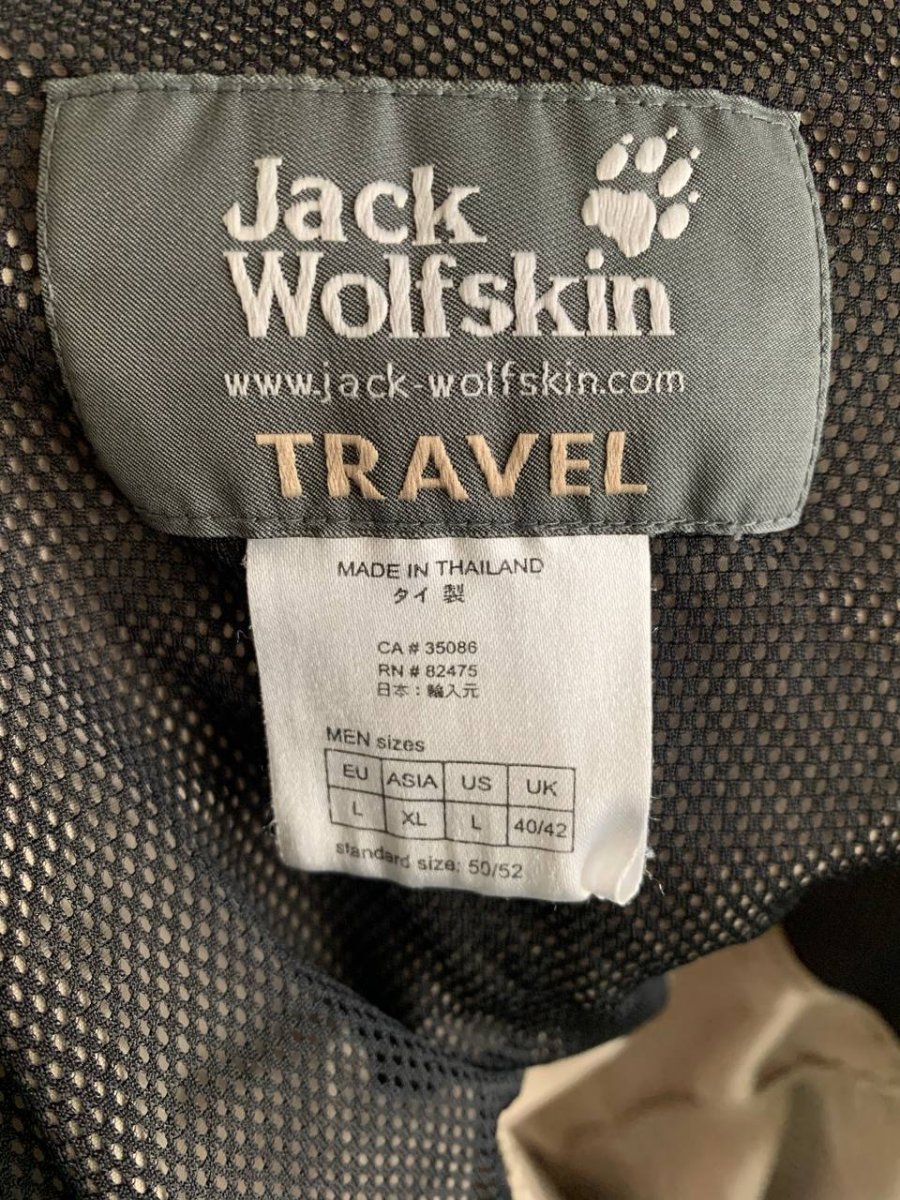 Jack
Wolfskin
www.jack-wolfskin.com
TRAVEL
MADE IN THAILAND
タイ 製
CA # 35086
RN # 82475
日本：輸入元
MEN sizes
EU ASIA US UK
L XL L 40/42
standard size: 50/52